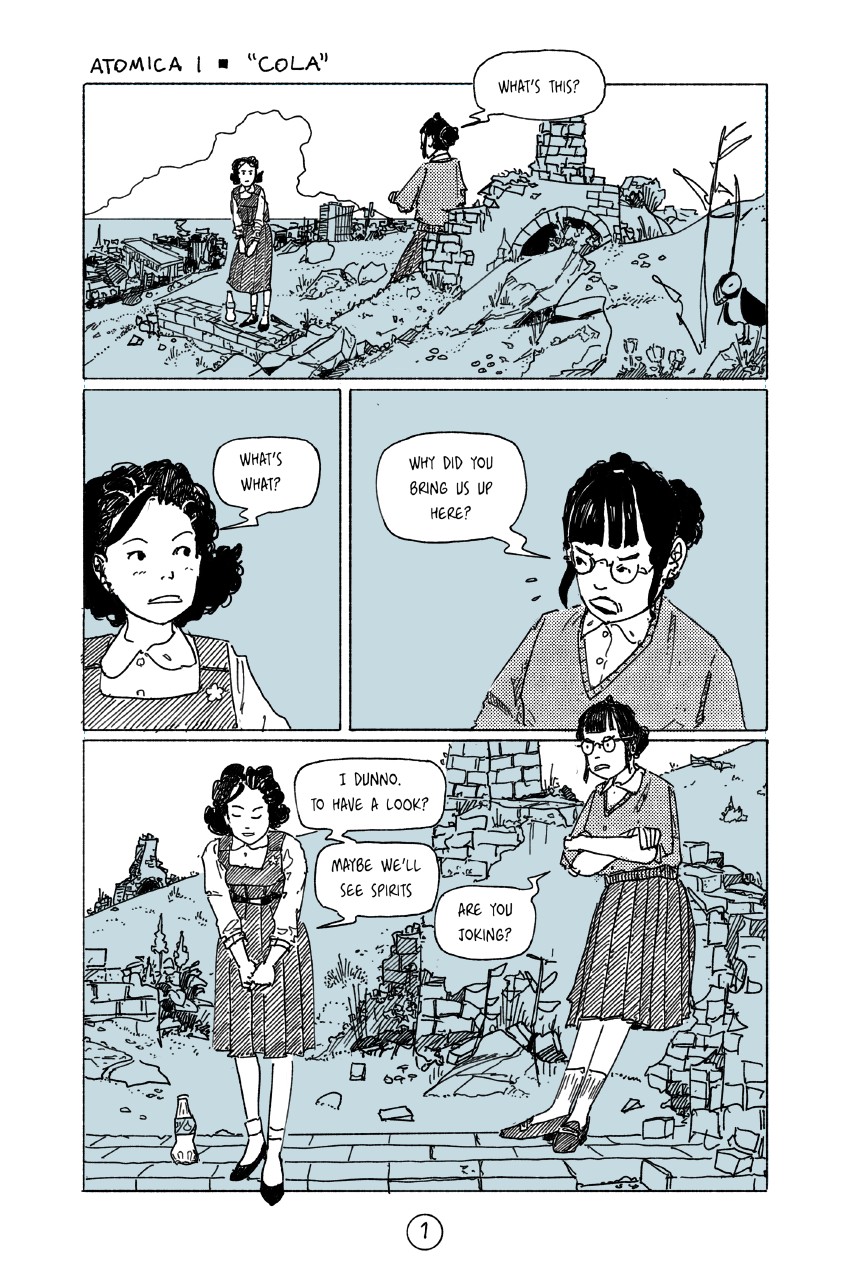 ATOMICA 1 ■ "COLA"
WHAT'S THIS?
WHAT'S
WHAT?
WHY DID YOU
BRING US UP
HERE?
I DUNNO.
TO HAVE A LOOK?
MAYBE WE'LL
SEE SPIRITS
ARE YOU
JOKING?
1